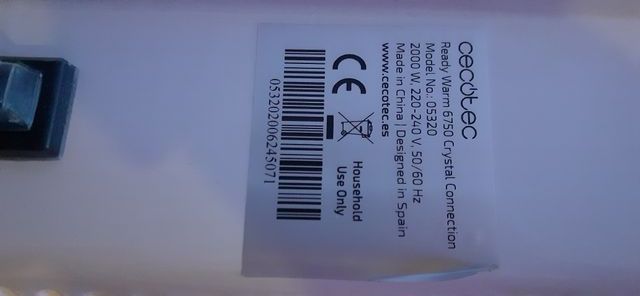 cecotec
Ready Warm 6750 Crystal Connection
Model No.: 05320
2000 W, 220-240 V, 50/60 Hz
Made in China | Designed in Spain
www.cecotec.es
CE
Household
Use Only
053202006245071